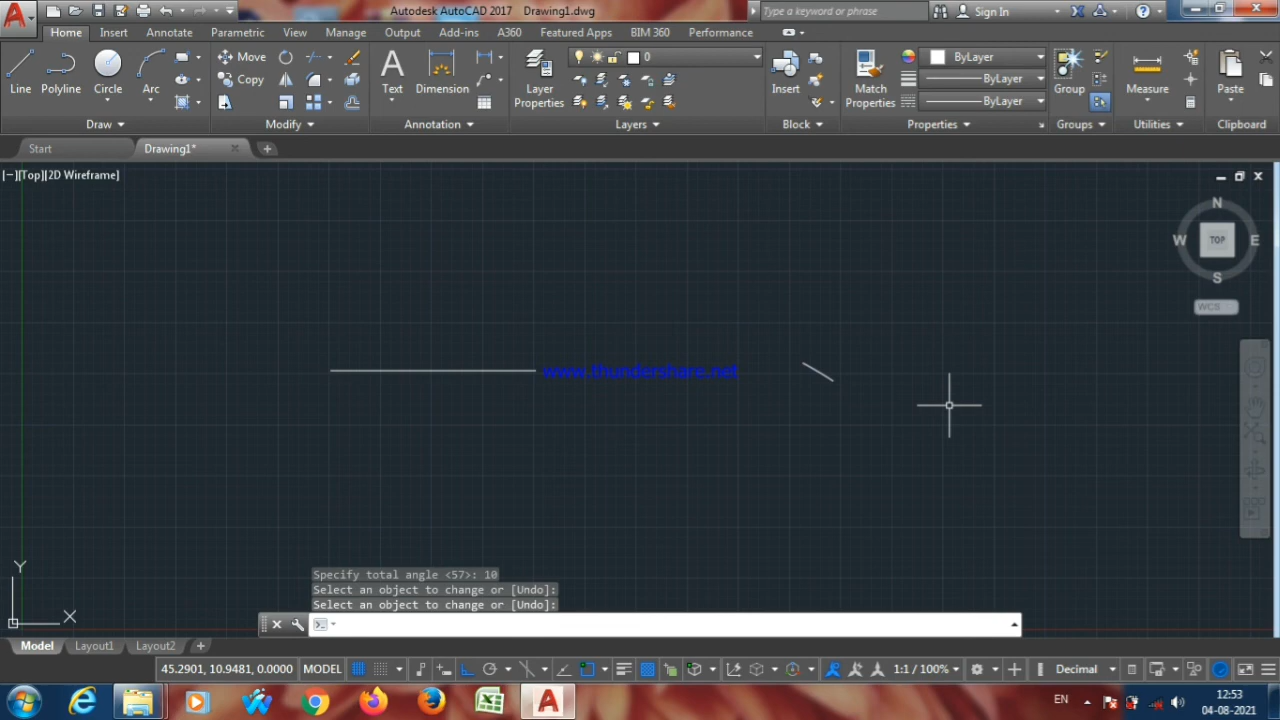 Autodesk AutoCAD 2017 Drawing1.dwg
Type a keyword or phrase
Sign In
Home Insert Annotate Parametric View Manage Output Add-ins A360 Featured Apps BIM 360 Performance
Line Polyline Circle Arc
Move
Copy
Text Dimension
Layer
Properties
0
Insert
Match
Properties
ByLayer
ByLayer
ByLayer
Group
Measure
Paste
Draw Modify Annotation Layers Block Properties Groups Utilities Clipboard
Start Drawing1*
[−][Top][2D Wireframe]
N
W TOP E
S
WCS
www.thundershare.net
Y
X
Specify total angle <57>: 10
Select an object to change or [Undo]:
Select an object to change or [Undo]:
Model Layout1 Layout2
45.2901, 10.9481, 0.0000 MODEL 1:1 / 100% Decimal
EN
12:53
04-08-2021